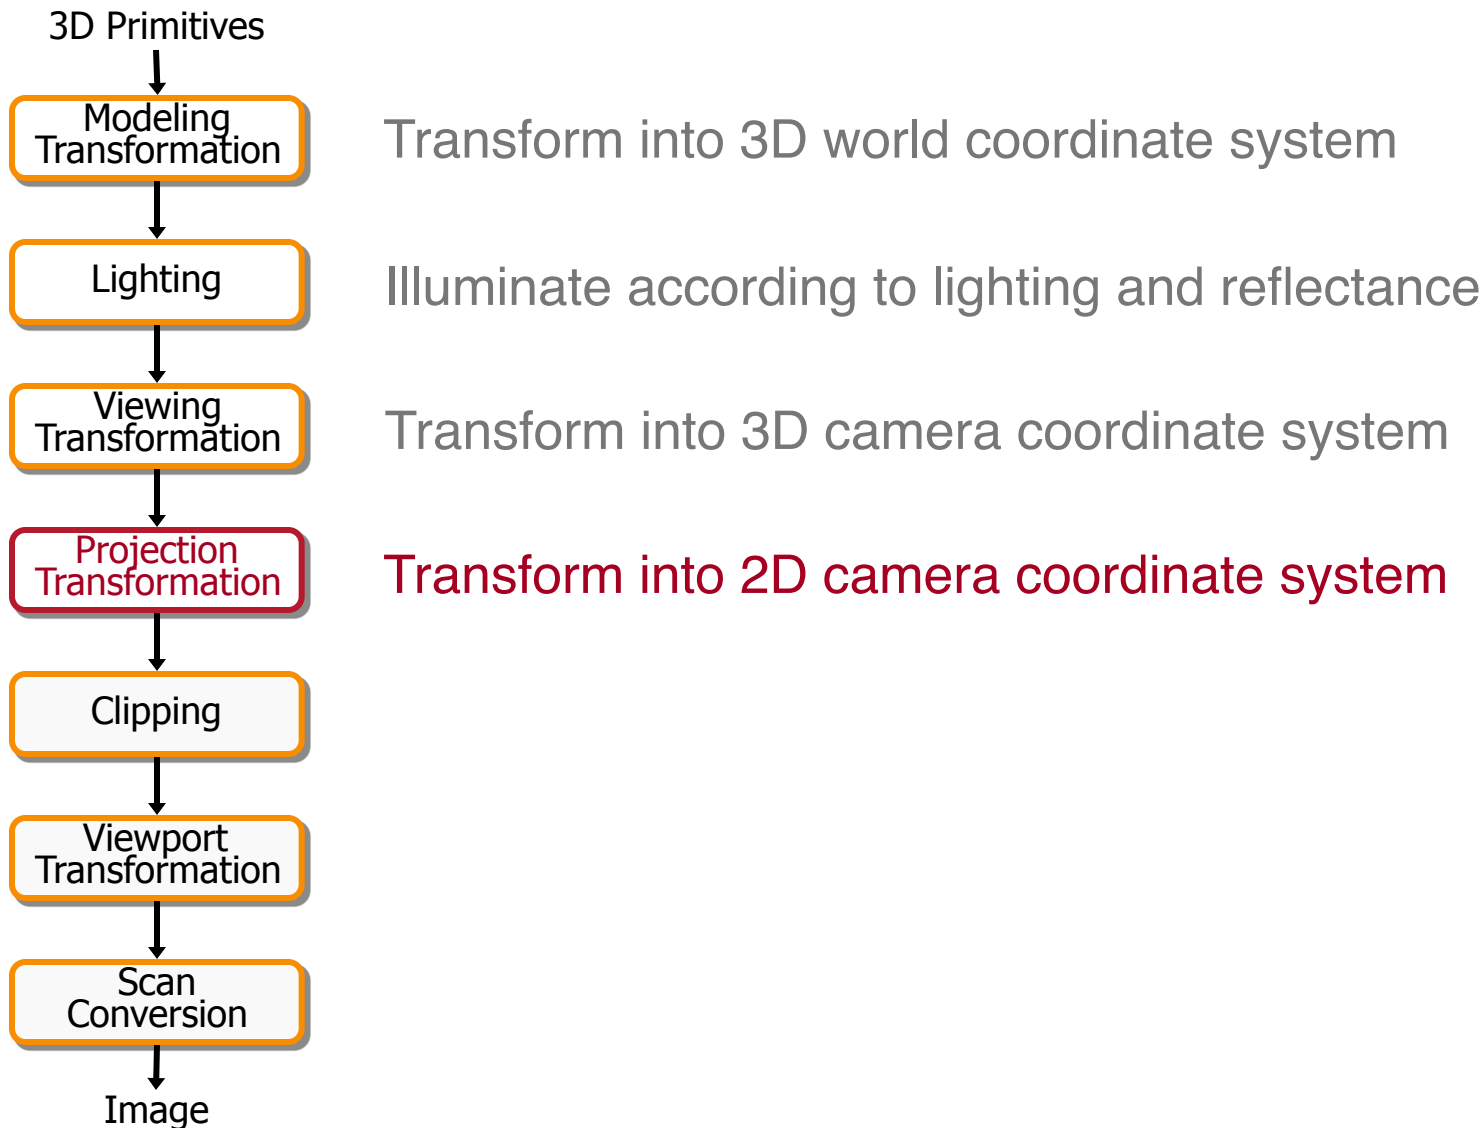 3D Primitives
Modeling
Transformation
Transform into 3D world coordinate system
Lighting
Illuminate according to lighting and reflectance
Viewing
Transformation
Transform into 3D camera coordinate system
Projection
Transformation
Transform into 2D camera coordinate system
Clipping
Viewport
Transformation
Scan
Conversion
Image